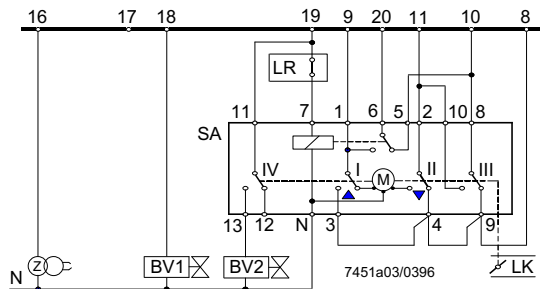 16 17 18 19 9 20 11 10 8
LR
11 7 1 6 5 2 10 8
SA
IV I M II III
13 12 N 3 4 9
N Z BV1 BV2 7451a03/0396 LK